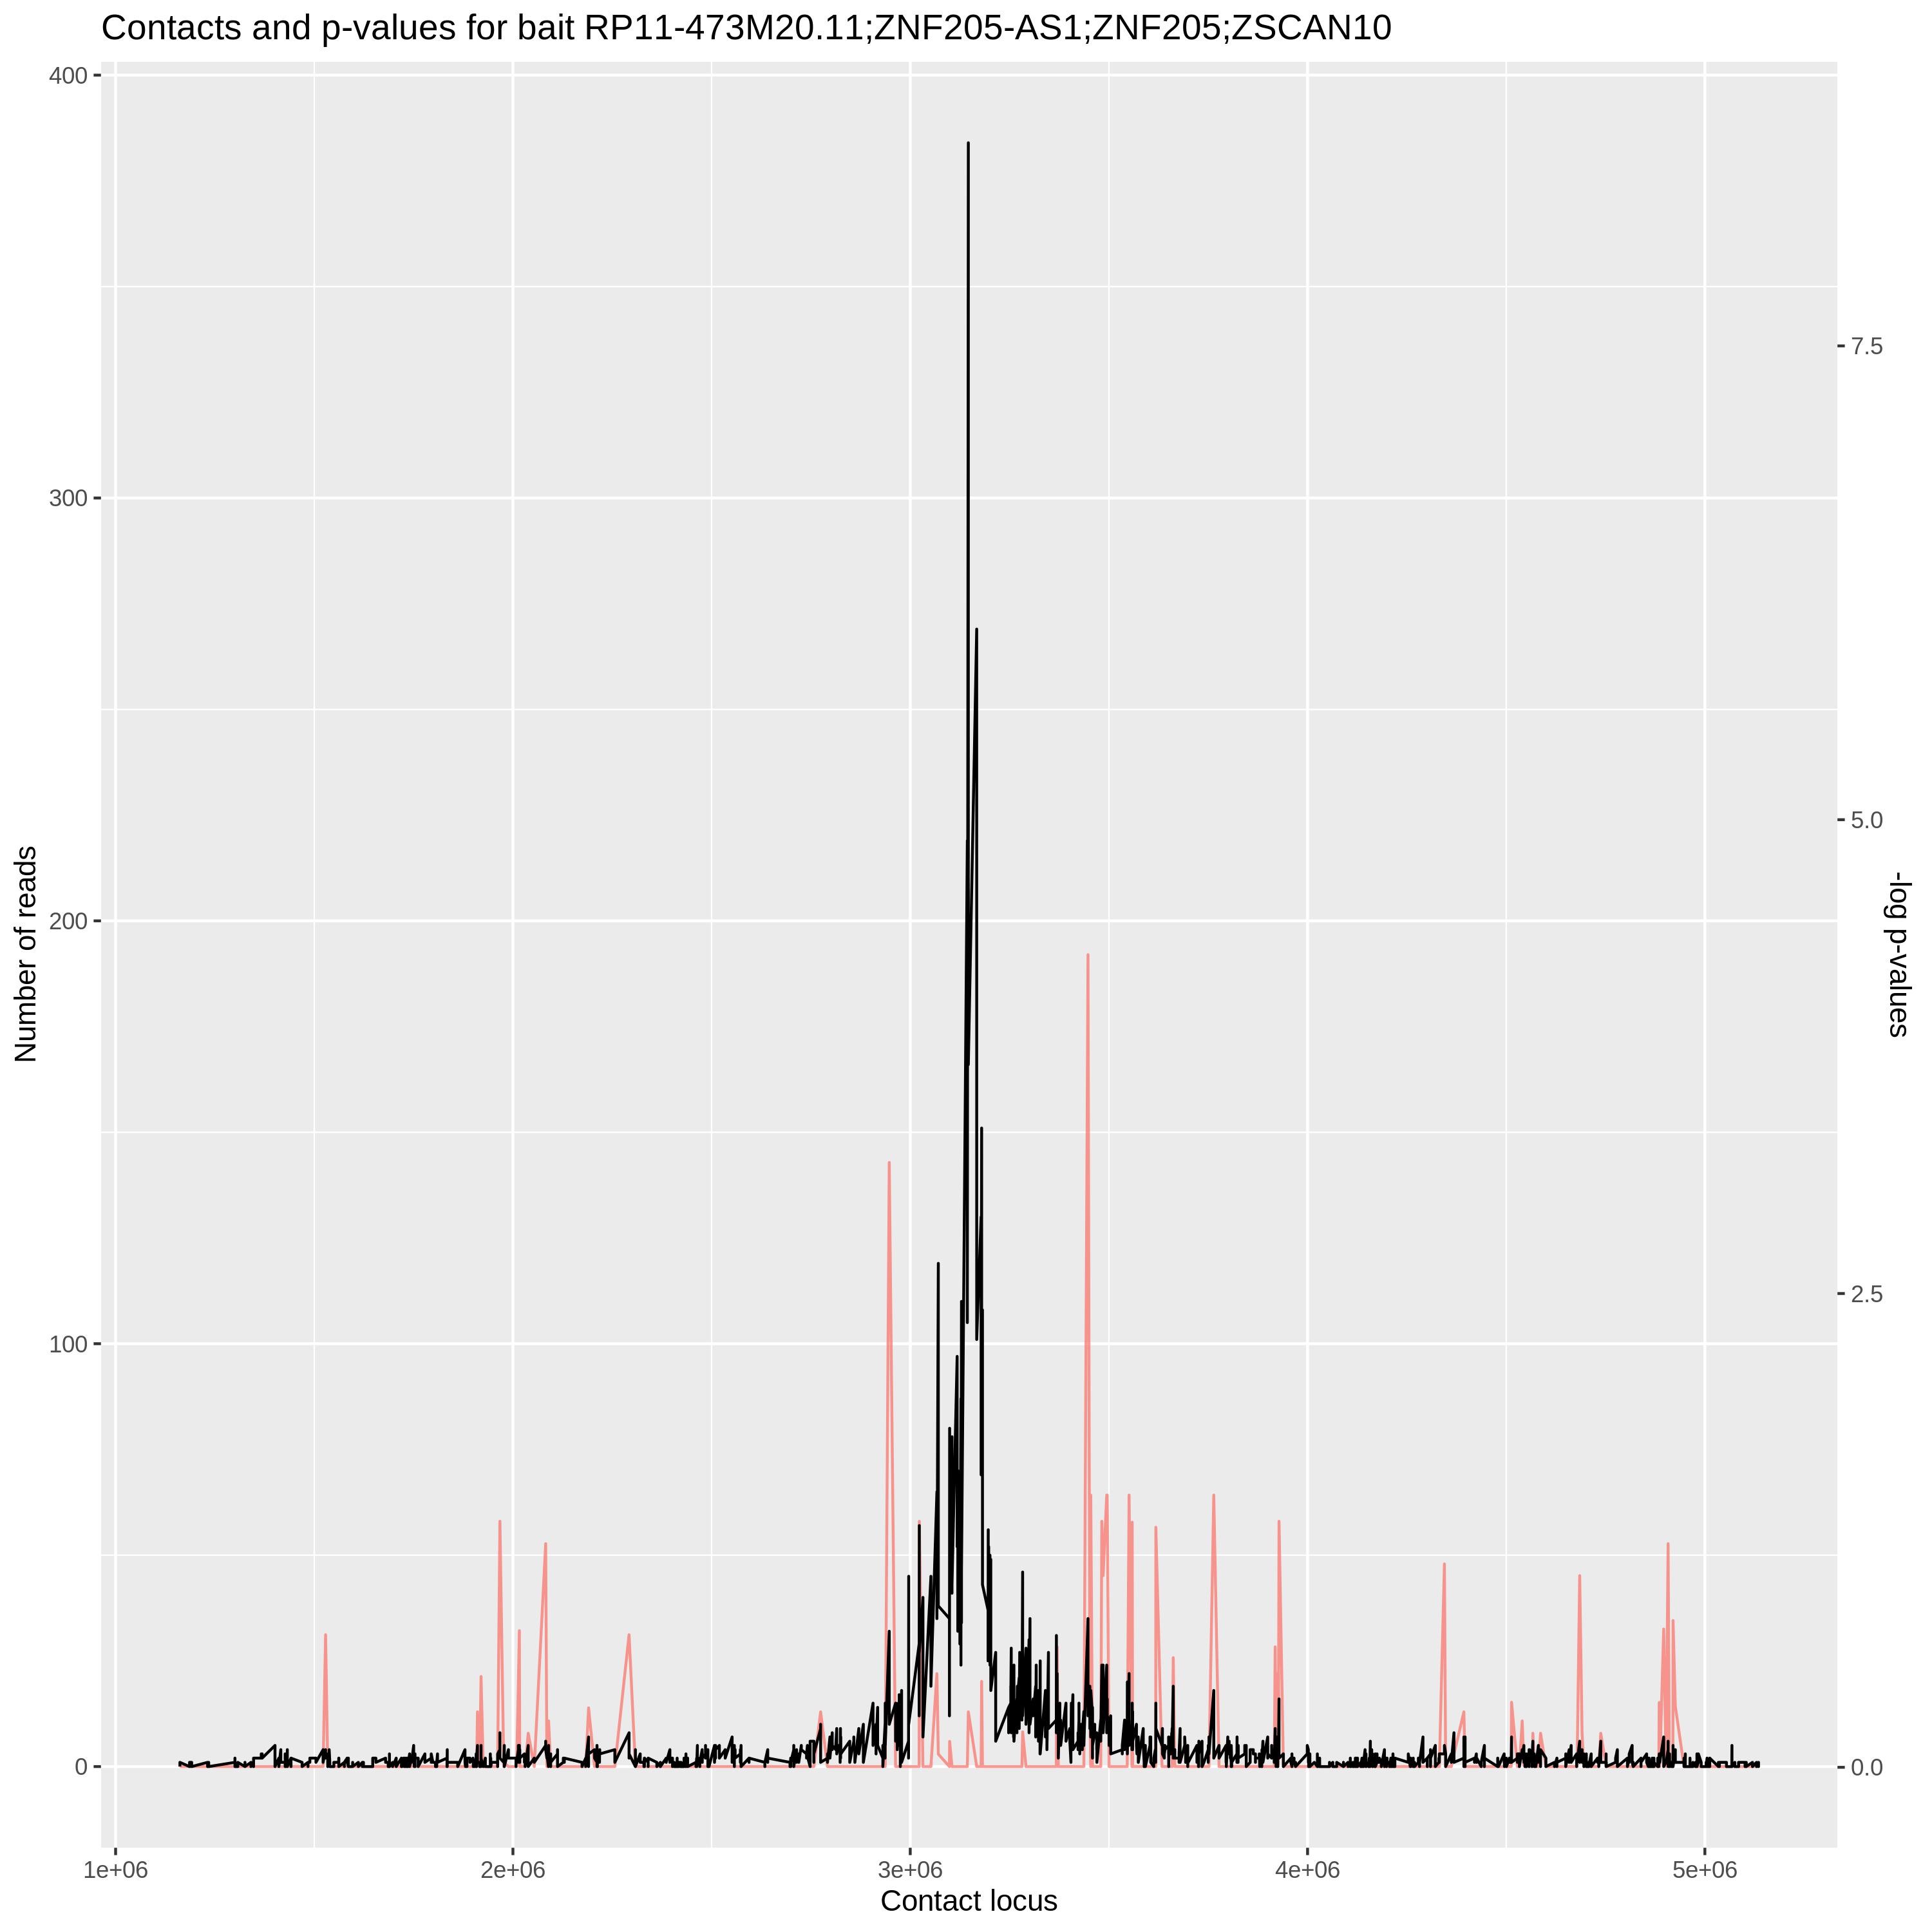 Contacts and p-values for bait RP11-473M20.11;ZNF205-AS1;ZNF205;ZSCAN10
400
300
200
100
0
Number of reads
7.5
5.0
2.5
0.0
-log p-values
1e+06 2e+06 3e+06 4e+06 5e+06
Contact locus